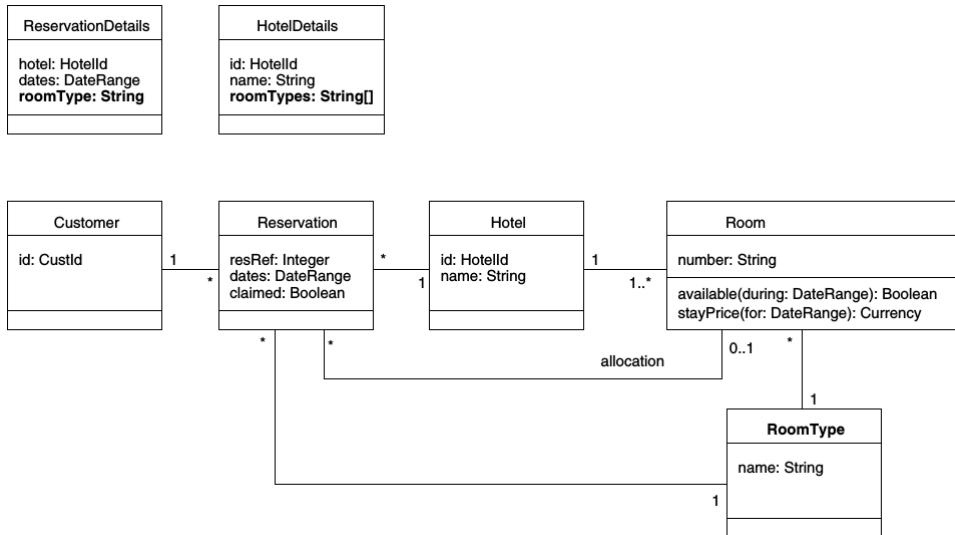 ReservationDetails
hotel: HotelId
dates: DateRange
roomType: String
HotelDetails
id: HotelId
name: String
roomTypes: String[]
Customer
id: CustId
1
*
Reservation
resRef: Integer
dates: DateRange
claimed: Boolean
*
1
Hotel
id: HotelId
name: String
1
1..*
Room
number: String
available(during: DateRange): Boolean
stayPrice(for: DateRange): Currency
*
*
allocation
0..1
*
1
RoomType
name: String
1